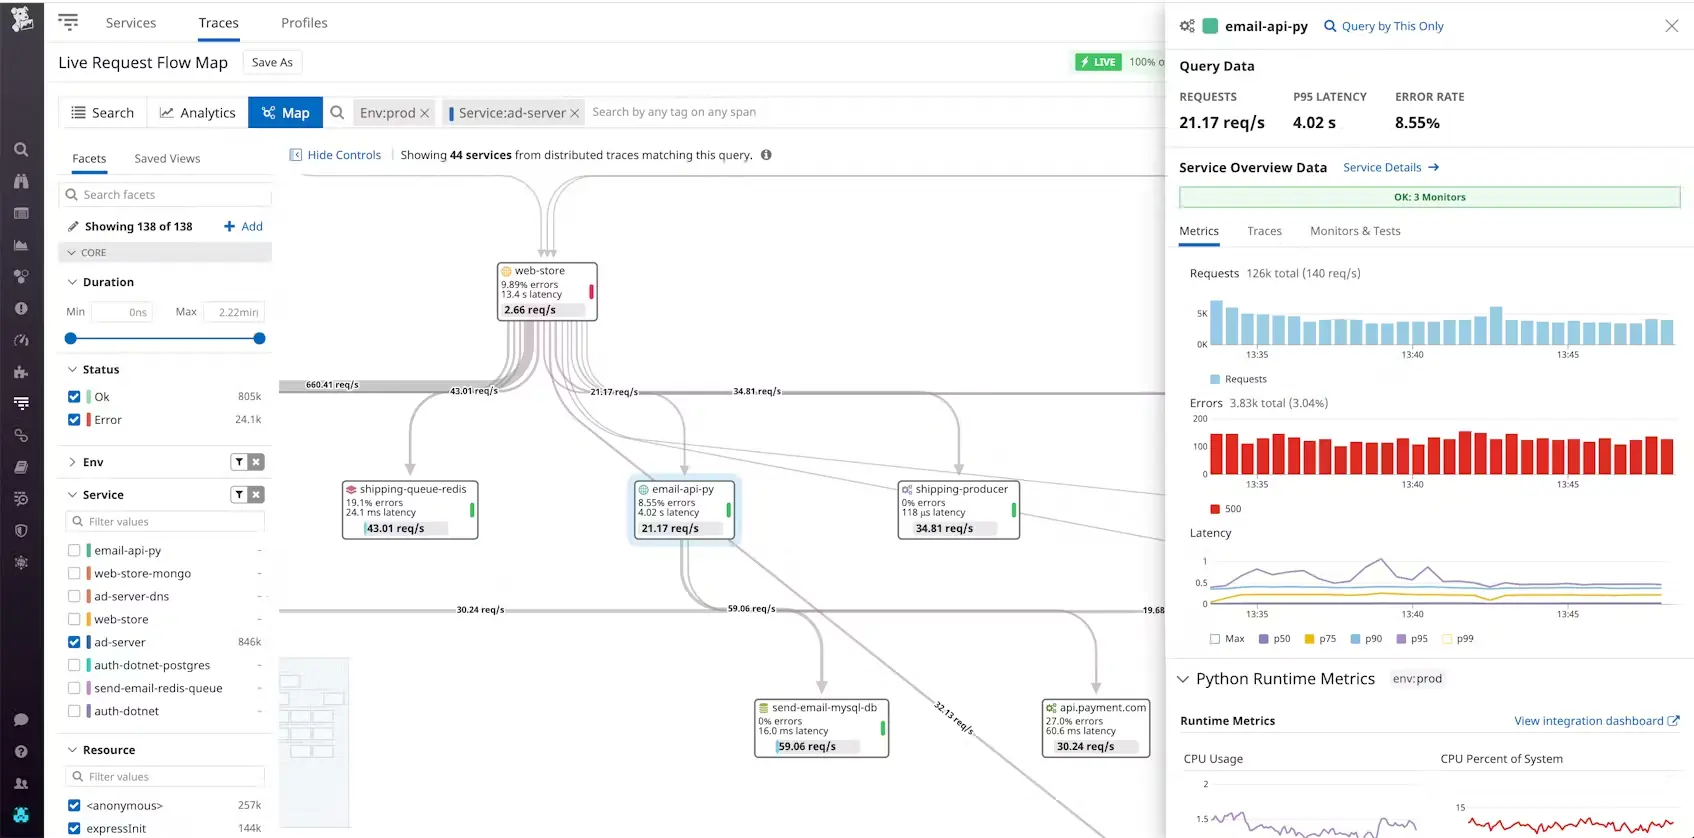 Services Traces Profiles
Live Request Flow Map Save As
LIVE 100% o
Search Analytics Map Env:prod Service:ad-server Search by any tag on any span
Facets Saved Views
Hide Controls Showing 44 services from distributed traces matching this query.
Search facets
Showing 138 of 138 Add
CORE
Duration
Min 0ns Max 2.22min
Status
Ok 805k
Error 24.1k
Env
Service
Filter values
email-api-py -
web-store-mongo -
ad-server-dns -
web-store -
ad-server 846k
auth-dotnet-postgres -
send-email-redis-queue -
auth-dotnet -
Resource
Filter values
<anonymous> 257k
expressInit 144k
web-store
9.89% errors
13.4 s latency
2.66 req/s
660.41 req/s
43.01 req/s
21.17 req/s
34.81 req/s
shipping-queue-redis
19.1% errors
24.1 ms latency
43.01 req/s
email-api-py
8.55% errors
4.02 s latency
21.17 req/s
shipping-producer
0% errors
118 µs latency
34.81 req/s
30.24 req/s
59.06 req/s
19.68
send-email-mysql-db
0% errors
16.0 ms latency
59.06 req/s
32.13 req/s
api.payment.com
27.0% errors
60.6 ms latency
30.24 req/s
email-api-py Query by This Only
Query Data
REQUESTS P95 LATENCY ERROR RATE
21.17 req/s 4.02 s 8.55%
Service Overview Data Service Details →
OK: 3 Monitors
Metrics Traces Monitors & Tests
Requests 126k total (140 req/s)
5K
0K
13:35 13:40 13:45
Requests
Errors 3.83k total (3.04%)
200
100
0
13:35 13:40 13:45
500
Latency
1
0.5
0
13:35 13:40 13:45
Max p50 p75 p90 p95 p99
Python Runtime Metrics env:prod
Runtime Metrics View integration dashboard
CPU Usage CPU Percent of System
2
1.5
15